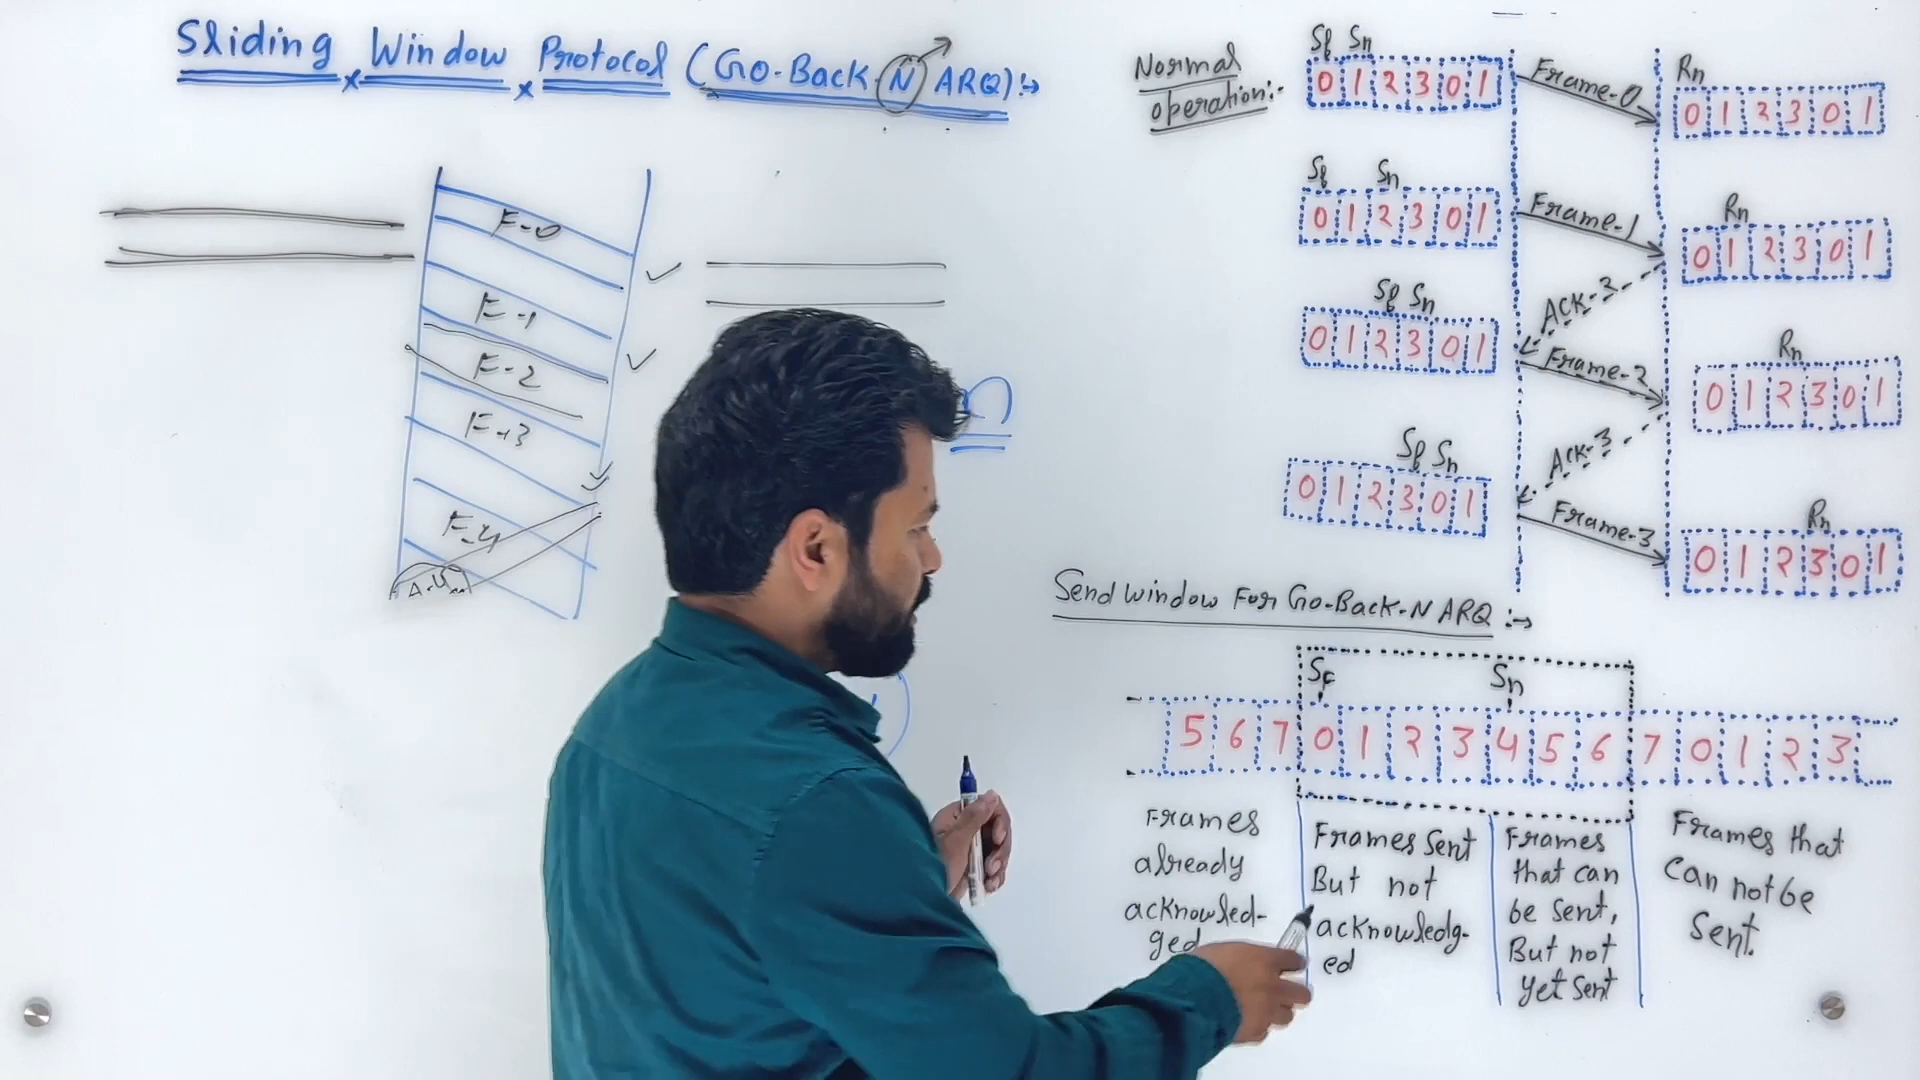 Sliding Window Protocol (Go-Back-N ARQ):→
F-0
F-1
F-2
F-3
F-4
n
Normal
operation:-
Sf Sn
0 1 2 3 0 1
Frame-0
Rn
0 1 2 3 0 1
Sf Sn
0 1 2 3 0 1
Frame-1
Rn
0 1 2 3 0 1
ACK-2
Sf Sn
0 1 2 3 0 1
Frame-2
Rn
0 1 2 3 0 1
ACK-3
Sf Sn
0 1 2 3 0 1
Frame-3
Rn
0 1 2 3 0 1
Send Window For Go-Back-N ARQ :→
Sf Sn
5 6 7 0 1 2 3 4 5 6 7 0 1 2 3
Frames
already
acknowled-
ged
Frames Sent
But not
acknowledg-
ed
Frames
that can
be sent,
But not
yet sent
Frames that
can not be
Sent.